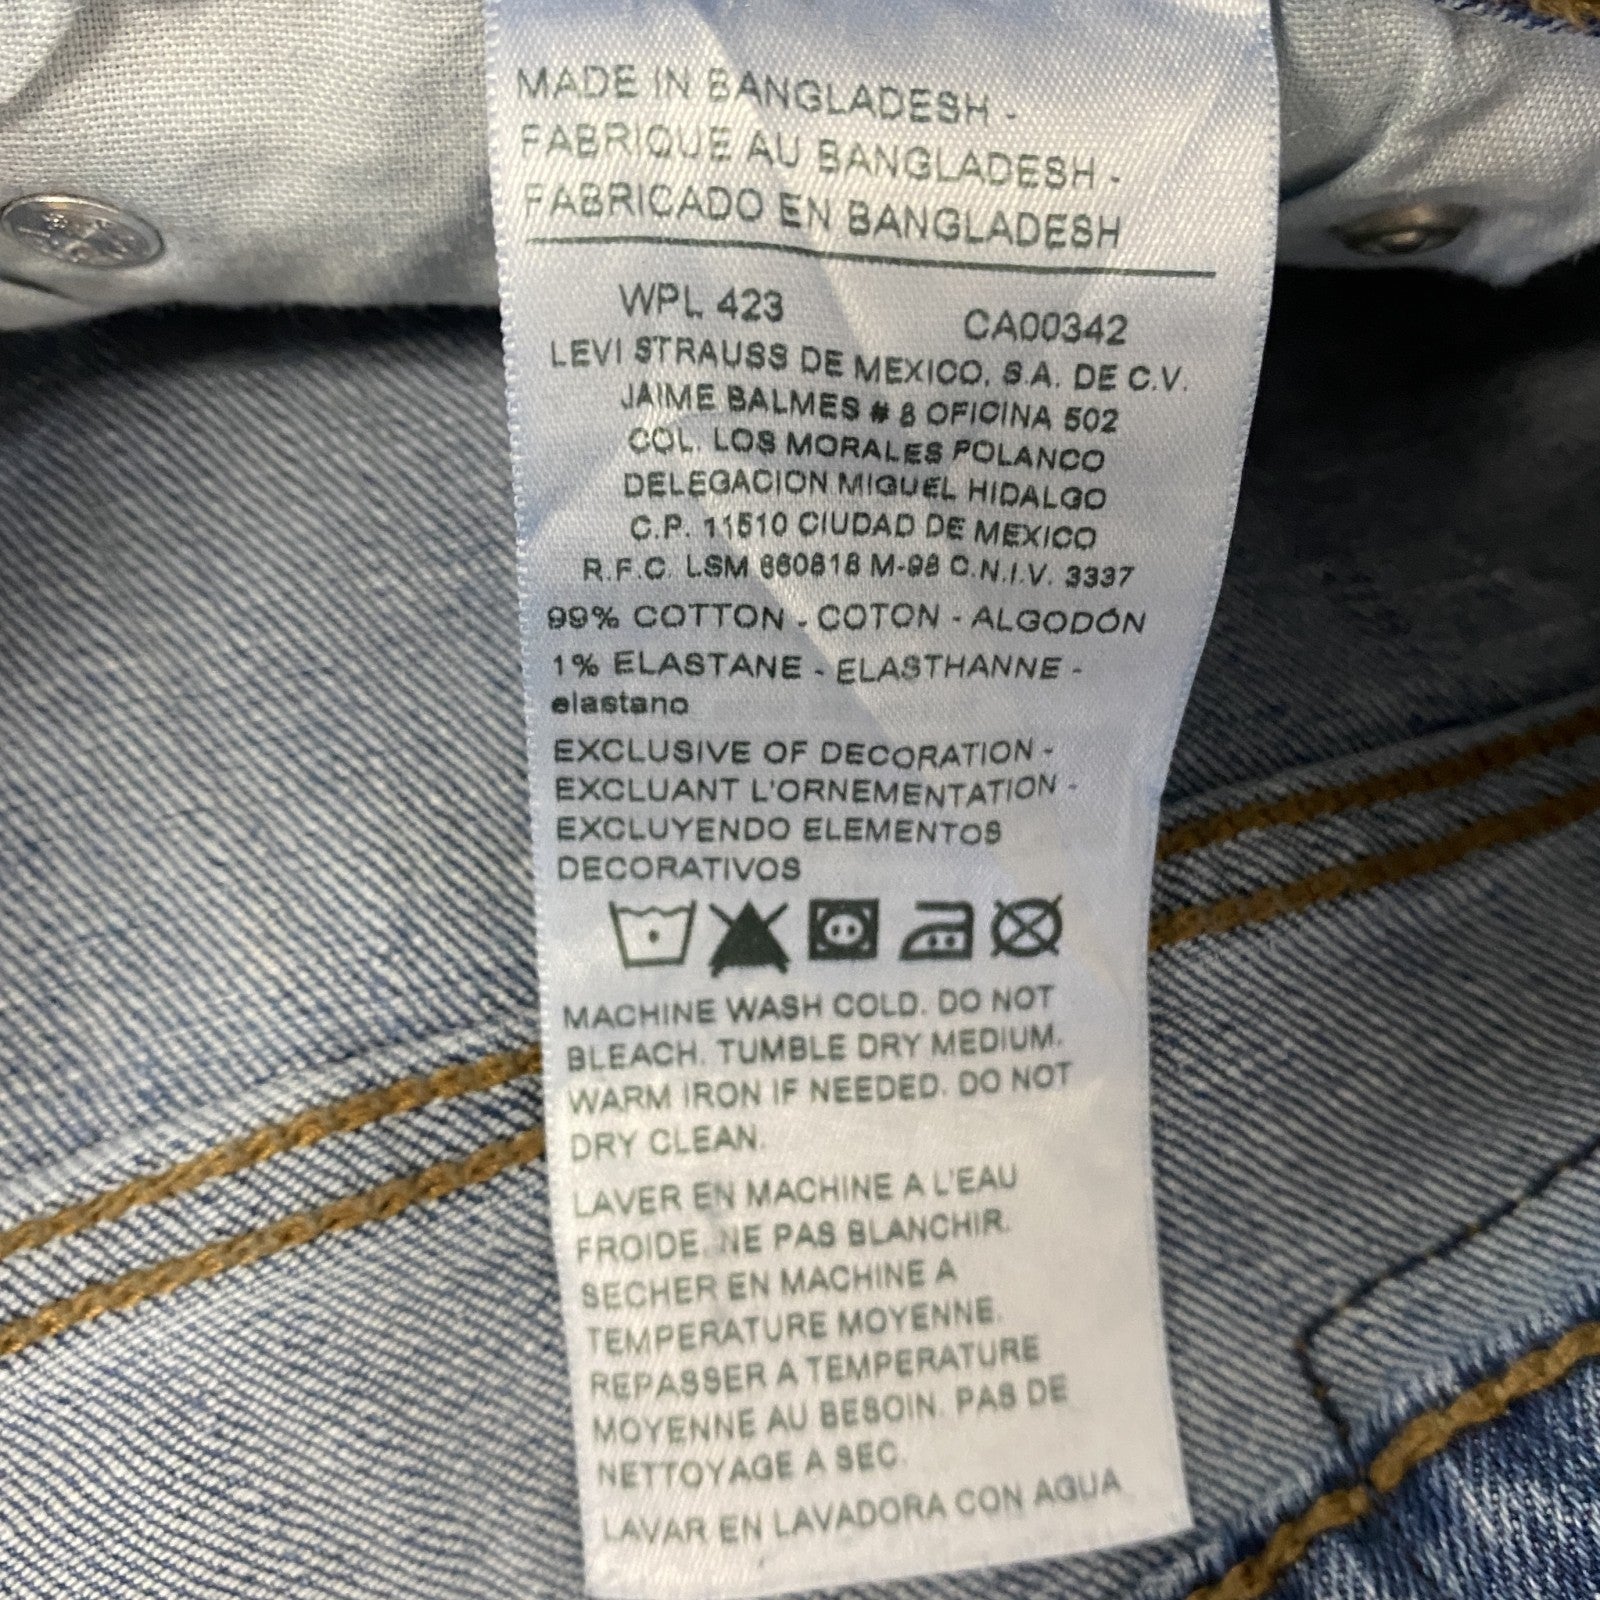 MADE IN BANGLADESH -
FABRIQUE AU BANGLADESH -
FABRICADO EN BANGLADESH
WPL 423 CA00342
LEVI STRAUSS DE MEXICO, S.A. DE C.V.
JAIME BALMES # 8 OFICINA 502
COL. LOS MORALES POLANCO
DELEGACION MIGUEL HIDALGO
C.P. 11510 CIUDAD DE MEXICO
R.F.C. LSM 860818 M-98 C.N.I.V. 3337
99% COTTON - COTON - ALGODÓN
1% ELASTANE - ELASTHANNE -
elastano
EXCLUSIVE OF DECORATION -
EXCLUANT L'ORNEMENTATION -
EXCLUYENDO ELEMENTOS
DECORATIVOS
MACHINE WASH COLD. DO NOT
BLEACH. TUMBLE DRY MEDIUM.
WARM IRON IF NEEDED. DO NOT
DRY CLEAN.
LAVER EN MACHINE A L'EAU
FROIDE. NE PAS BLANCHIR.
SECHER EN MACHINE A
TEMPERATURE MOYENNE.
REPASSER A TEMPERATURE
MOYENNE AU BESOIN. PAS DE
NETTOYAGE A SEC.
LAVAR EN LAVADORA CON AGUA